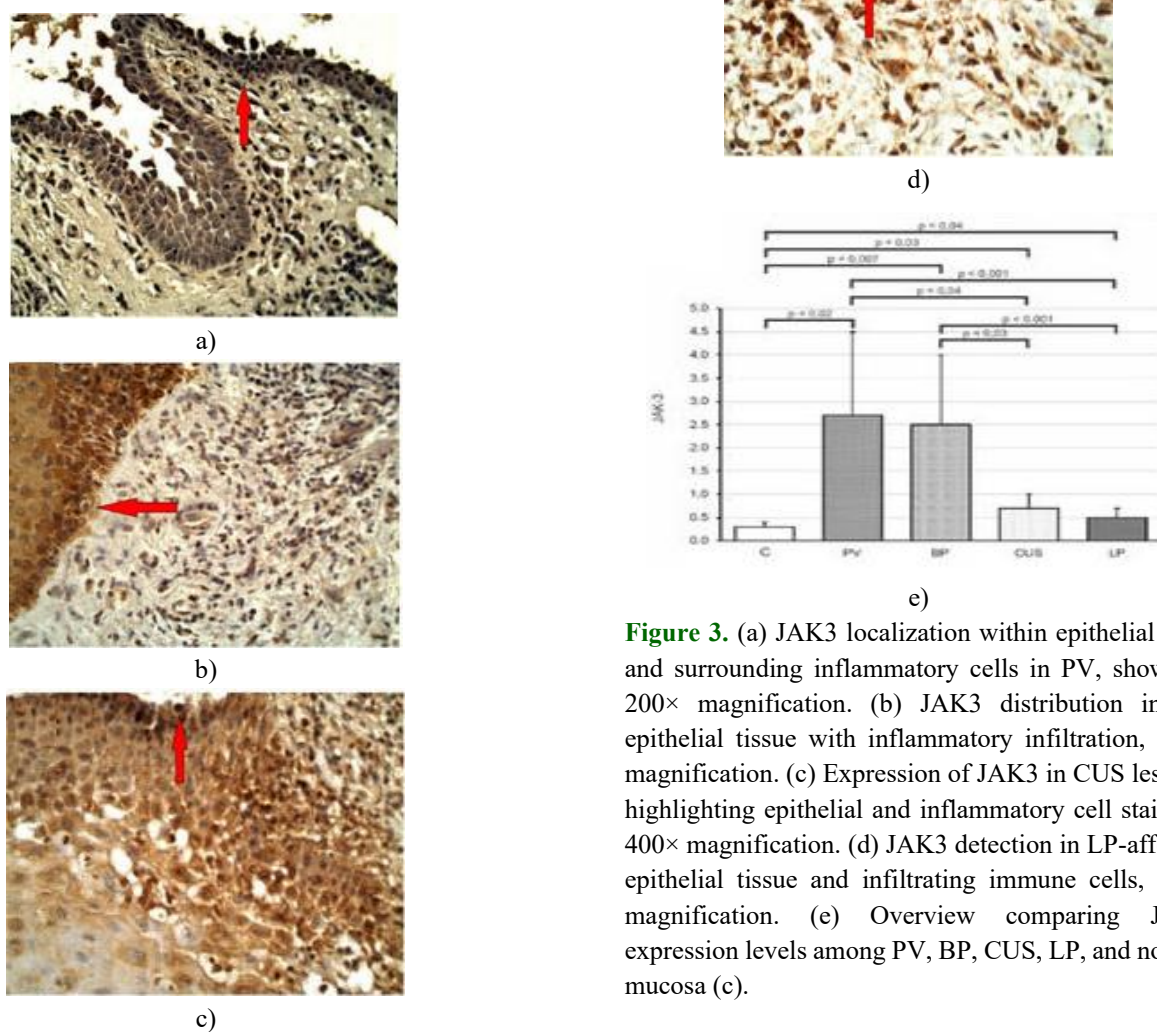 a)
b)
c)
d)
p < 0.04
p < 0.03
p < 0.007
p < 0.001
p < 0.04
p < 0.02
p < 0.001
p < 0.03
5.0
4.5
4.0
3.5
3.0
2.5
2.0
1.5
1.0
0.5
0.0
JAK-3
C PV BP CUS LP
e)
Figure 3. (a) JAK3 localization within epithelial
and surrounding inflammatory cells in PV, show
200× magnification. (b) JAK3 distribution in
epithelial tissue with inflammatory infiltration,
magnification. (c) Expression of JAK3 in CUS les
highlighting epithelial and inflammatory cell stai
400× magnification. (d) JAK3 detection in LP-aff
epithelial tissue and infiltrating immune cells,
magnification. (e) Overview comparing J
expression levels among PV, BP, CUS, LP, and no
mucosa (c).